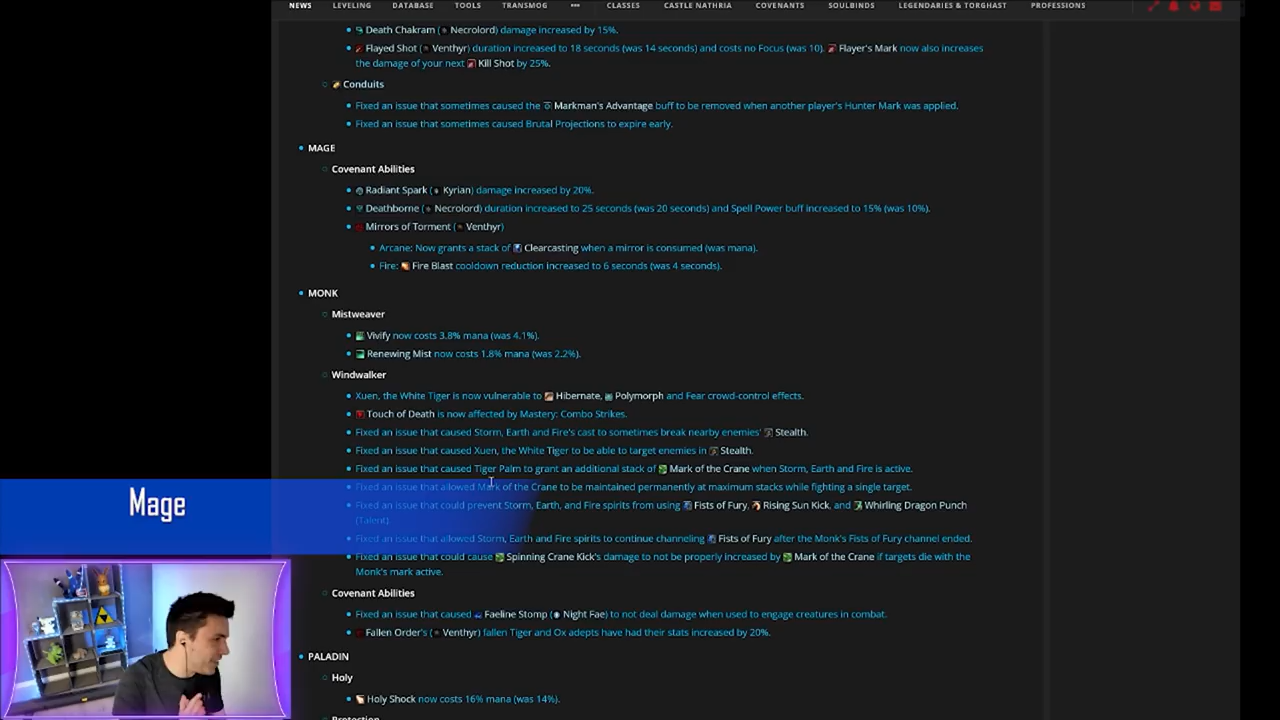 NEWS LEVELING DATABASE TOOLS TRANSMOG ••• CLASSES CASTLE NATHRIA COVENANTS SOULBINDS LEGENDARIES & TORGHAST PROFESSIONS
Death Chakram (Necrolord) damage increased by 15%.
Flayed Shot (Venthyr) duration increased to 18 seconds (was 14 seconds) and costs no Focus (was 10). Flayer's Mark now also increases
the damage of your next Kill Shot by 25%.
Conduits
Fixed an issue that sometimes caused the Markman's Advantage buff to be removed when another player's Hunter Mark was applied.
Fixed an issue that sometimes caused Brutal Projections to expire early.
MAGE
Covenant Abilities
Radiant Spark (Kyrian) damage increased by 20%.
Deathborne (Necrolord) duration increased to 25 seconds (was 20 seconds) and Spell Power buff increased to 15% (was 10%).
Mirrors of Torment (Venthyr)
Arcane: Now grants a stack of Clearcasting when a mirror is consumed (was mana).
Fire: Fire Blast cooldown reduction increased to 6 seconds (was 4 seconds).
MONK
Mistweaver
Vivify now costs 3.8% mana (was 4.1%).
Renewing Mist now costs 1.8% mana (was 2.2%).
Windwalker
Xuen, the White Tiger is now vulnerable to Hibernate, Polymorph and Fear crowd-control effects.
Touch of Death is now affected by Mastery: Combo Strikes.
Fixed an issue that caused Storm, Earth and Fire's cast to sometimes break nearby enemies' Stealth.
Fixed an issue that caused Xuen, the White Tiger to be able to target enemies in Stealth.
Fixed an issue that caused Tiger Palm to grant an additional stack of Mark of the Crane when Storm, Earth and Fire is active.
Fixed an issue that allowed Mark of the Crane to be maintained permanently at maximum stacks while fighting a single target.
Fixed an issue that could prevent Storm, Earth, and Fire spirits from using Fists of Fury, Rising Sun Kick, and Whirling Dragon Punch
(Talent).
Fixed an issue that allowed Storm, Earth and Fire spirits to continue channeling Fists of Fury after the Monk's Fists of Fury channel ended.
Fixed an issue that could cause Spinning Crane Kick's damage to not be properly increased by Mark of the Crane if targets die with the
Monk's mark active.
Covenant Abilities
Fixed an issue that caused Faeline Stomp (Night Fae) to not deal damage when used to engage creatures in combat.
Fallen Order's (Venthyr) fallen Tiger and Ox adepts have had their stats increased by 20%.
PALADIN
Holy
Holy Shock now costs 16% mana (was 14%).
Protection
Mage